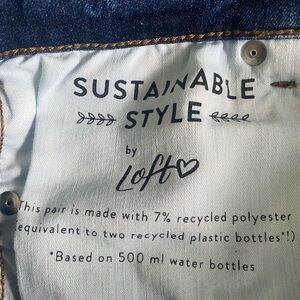 SUSTAINABLE
STYLE
by
Loft
This pair is made with 7% recycled polyester
(equivalent to two recycled plastic bottles*!)
*Based on 500 ml water bottles